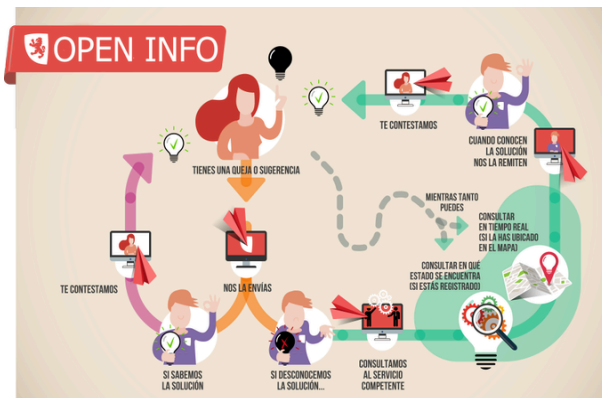 OPEN INFO
TIENES UNA QUEJA O SUGERENCIA
NOS LA ENVÍAS
SI SABEMOS
LA SOLUCIÓN
TE CONTESTAMOS
SI DESCONOCEMOS
LA SOLUCIÓN...
CONSULTAMOS
AL SERVICIO
COMPETENTE
MIENTRAS TANTO
PUEDES
CONSULTAR
EN TIEMPO REAL
(SI LA HAS UBICADO
EN EL MAPA)
CONSULTAR EN QUÉ
ESTADO SE ENCUENTRA
(SI ESTÁS REGISTRADO)
CUANDO CONOCEN
LA SOLUCIÓN
NOS LA REMITEN
TE CONTESTAMOS